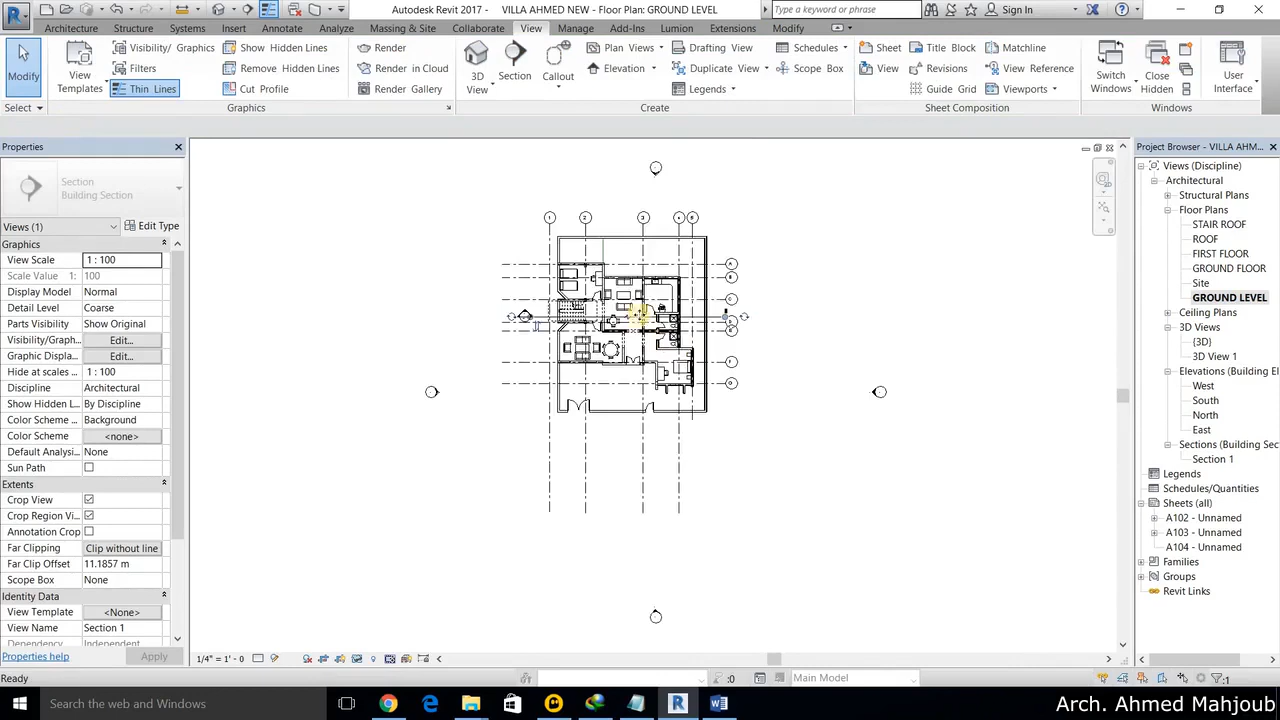 Autodesk Revit 2017 - VILLA AHMED NEW - Floor Plan: GROUND LEVEL
Type a keyword or phrase
Sign In
Architecture Structure Systems Insert Annotate Analyze Massing & Site Collaborate View Manage Add-Ins Lumion Extensions Modify
Modify
View Templates
Visibility/ Graphics
Filters
Thin Lines
Show Hidden Lines
Remove Hidden Lines
Cut Profile
Render
Render in Cloud
Render Gallery
3D View
Section
Callout
Plan Views
Elevation
Drafting View
Duplicate View
Legends
Schedules
Scope Box
Sheet
View
Title Block
Revisions
Guide Grid
Matchline
View Reference
Viewports
Switch Windows
Close Hidden
User Interface
Select
Graphics
Create
Sheet Composition
Windows
Properties
Section
Building Section
Views (1)
Edit Type
Graphics
View Scale 1 : 100
Scale Value 1: 100
Display Model Normal
Detail Level Coarse
Parts Visibility Show Original
Visibility/Graph... Edit...
Graphic Displa... Edit...
Hide at scales ... 1 : 100
Discipline Architectural
Show Hidden L... By Discipline
Color Scheme ... Background
Color Scheme <none>
Default Analysi... None
Sun Path
Extents
Crop View
Crop Region Vi...
Annotation Crop
Far Clipping Clip without line
Far Clip Offset 11.1857 m
Scope Box None
Identity Data
View Template <None>
View Name Section 1
Dependency Independent
Properties help
Apply
1 2 3
Project Browser - VILLA AHM...
Views (Discipline)
Architectural
Structural Plans
Floor Plans
STAIR ROOF
ROOF
FIRST FLOOR
GROUND FLOOR
Site
GROUND LEVEL
Ceiling Plans
3D Views
{3D}
3D View 1
Elevations (Building El
West
South
North
East
Sections (Building Sec
Section 1
Legends
Schedules/Quantities
Sheets (all)
A102 - Unnamed
A103 - Unnamed
A104 - Unnamed
Families
Groups
Revit Links
1/4" = 1' - 0
Ready
:0
Main Model
:1
Search the web and Windows
Arch. Ahmed Mahjoub